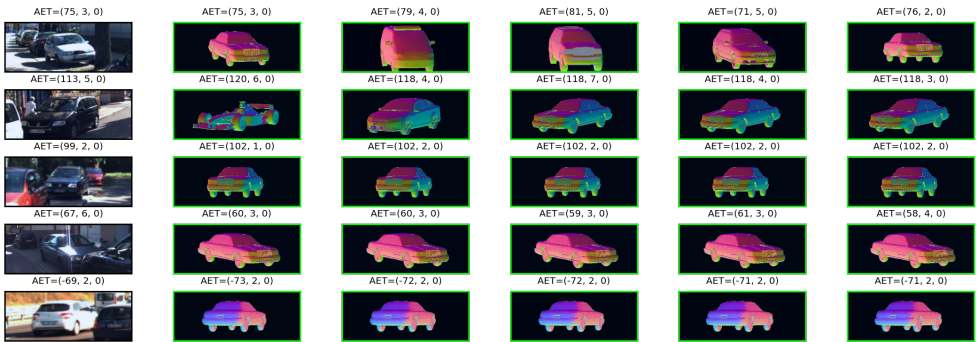 AET=(75, 3, 0) AET=(75, 3, 0) AET=(79, 4, 0) AET=(81, 5, 0) AET=(71, 5, 0) AET=(76, 2, 0)
AET=(113, 5, 0) AET=(120, 6, 0) AET=(118, 4, 0) AET=(118, 7, 0) AET=(118, 4, 0) AET=(118, 3, 0)
AET=(99, 2, 0) AET=(102, 1, 0) AET=(102, 2, 0) AET=(102, 2, 0) AET=(102, 2, 0) AET=(102, 2, 0)
AET=(67, 6, 0) AET=(60, 3, 0) AET=(60, 3, 0) AET=(59, 3, 0) AET=(61, 3, 0) AET=(58, 4, 0)
AET=(-69, 2, 0) AET=(-73, 2, 0) AET=(-72, 2, 0) AET=(-72, 2, 0) AET=(-71, 2, 0) AET=(-71, 2, 0)